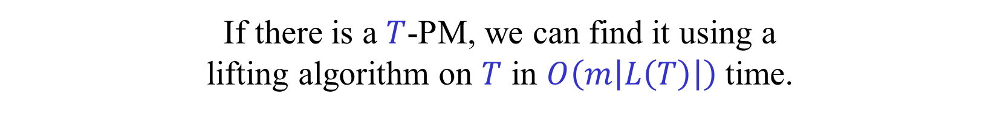 If there is a T-PM, we can find it using a
lifting algorithm on T in O(m|L(T)|) time.